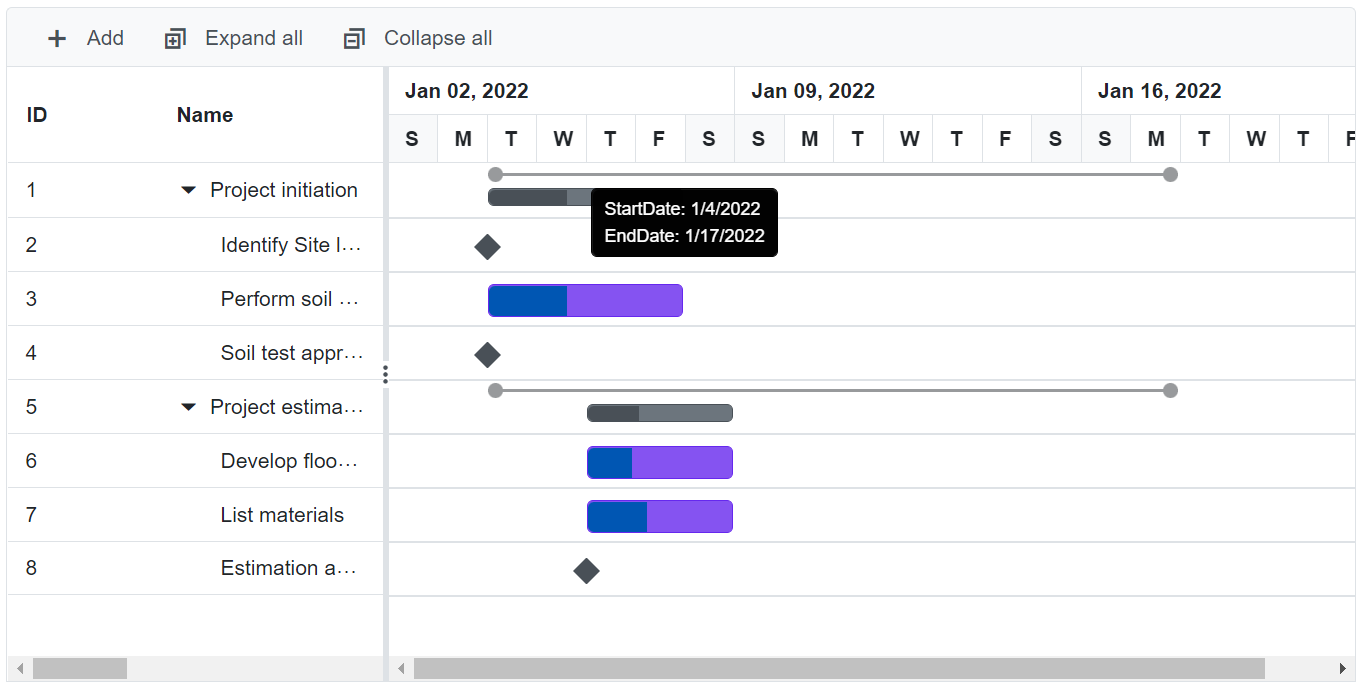 Add Expand all Collapse all
ID Name
Jan 02, 2022 Jan 09, 2022 Jan 16, 2022
S M T W T F S S M T W T F S S M T W T F
1 Project initiation
StartDate: 1/4/2022
EndDate: 1/17/2022
2 Identify Site l...
3 Perform soil ...
4 Soil test appr...
5 Project estima...
6 Develop floo...
7 List materials
8 Estimation a...